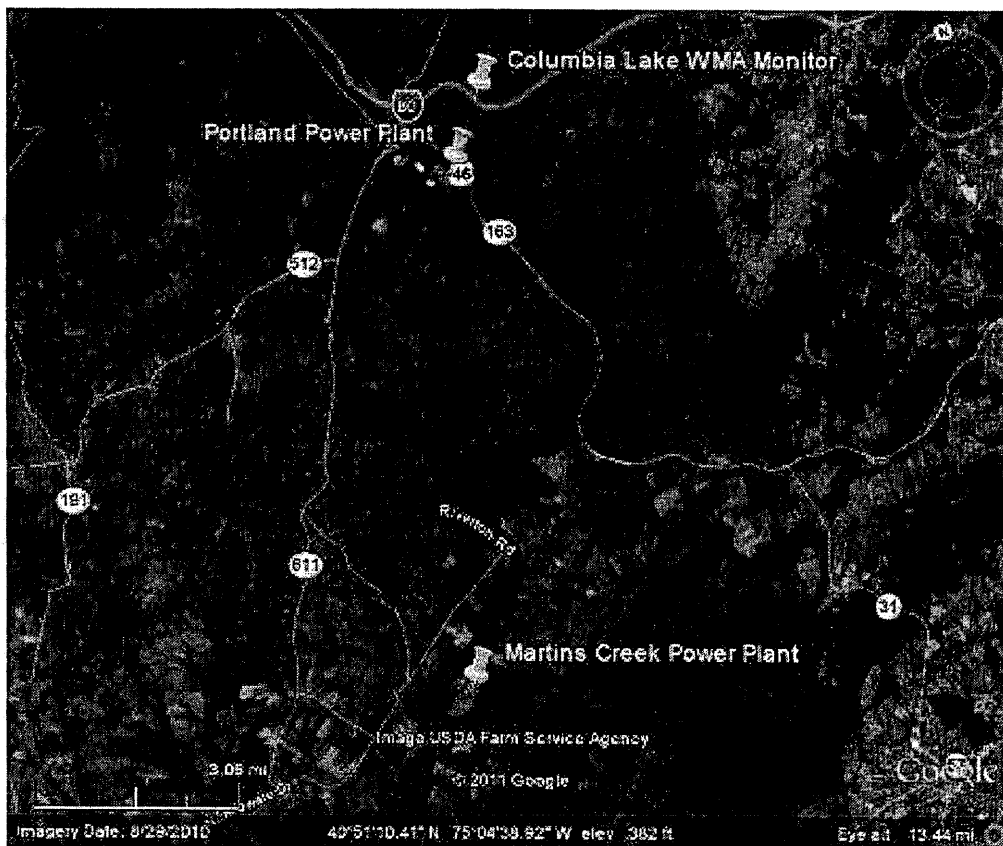 N
Columbia Lake WMA Monitor
80
Portland Power Plant
46
163
512
191
Riverton Rd
611
31
Martins Creek Power Plant
Image USDA Farm Service Agency
3.05 mi
© 2011 Google
Google
Imagery Date: 8/29/2010 40°51'10.41" N 75°04'38.92" W elev 382 ft Eye alt 13.44 mi